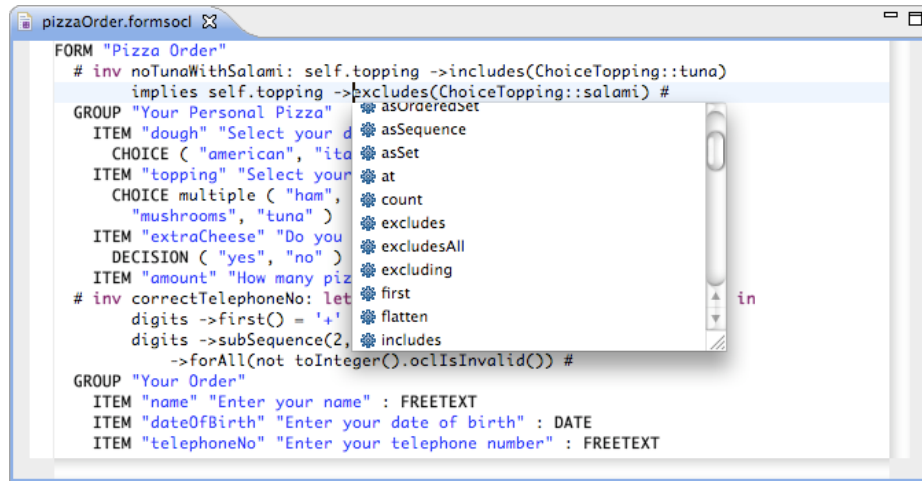 pizzaOrder.formsocl
FORM "Pizza Order"
# inv noTunaWithSalami: self.topping ->includes(ChoiceTopping::tuna)
implies self.topping ->excludes(ChoiceTopping::salami) #
GROUP "Your Personal Pizza"
ITEM "dough" "Select your d
CHOICE ( "american", "ita
ITEM "topping" "Select your
CHOICE multiple ( "ham",
"mushrooms", "tuna" )
ITEM "extraCheese" "Do you
DECISION ( "yes", "no" )
ITEM "amount" "How many piz
# inv correctTelephoneNo: let in
digits ->first() = '+'
digits ->subSequence(2,
->forAll(not toInteger().oclIsInvalid()) #
GROUP "Your Order"
ITEM "name" "Enter your name" : FREETEXT
ITEM "dateOfBirth" "Enter your date of birth" : DATE
ITEM "telephoneNo" "Enter your telephone number" : FREETEXT
asOrderedSet
asSequence
asSet
at
count
excludes
excludesAll
excluding
first
flatten
includes